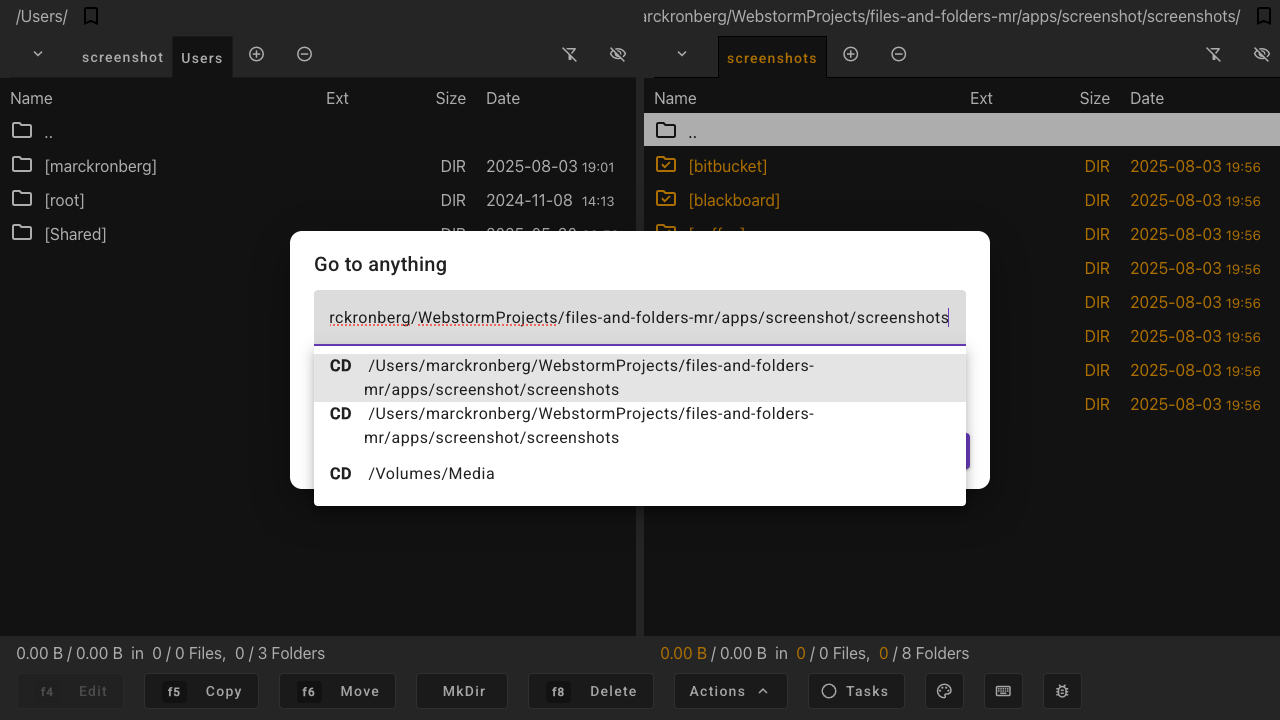 /Users/
rckronberg/WebstormProjects/files-and-folders-mr/apps/screenshot/screenshots/
screenshot Users
screenshots
Name Ext Size Date
Name Ext Size Date
..
..
[marckronberg] DIR 2025-08-03 19:01
[bitbucket] DIR 2025-08-03 19:56
[root] DIR 2024-11-08 14:13
[blackboard] DIR 2025-08-03 19:56
[Shared] DIR
DIR 2025-08-03 19:56
DIR 2025-08-03 19:56
DIR 2025-08-03 19:56
DIR 2025-08-03 19:56
DIR 2025-08-03 19:56
DIR 2025-08-03 19:56
Go to anything
rckronberg/WebstormProjects/files-and-folders-mr/apps/screenshot/screenshots
CD /Users/marckronberg/WebstormProjects/files-and-folders-
mr/apps/screenshot/screenshots
CD /Users/marckronberg/WebstormProjects/files-and-folders-
mr/apps/screenshot/screenshots
CD /Volumes/Media
0.00 B / 0.00 B in 0 / 0 Files, 0 / 3 Folders
0.00 B / 0.00 B in 0 / 0 Files, 0 / 8 Folders
f4 Edit f5 Copy f6 Move MkDir f8 Delete Actions Tasks